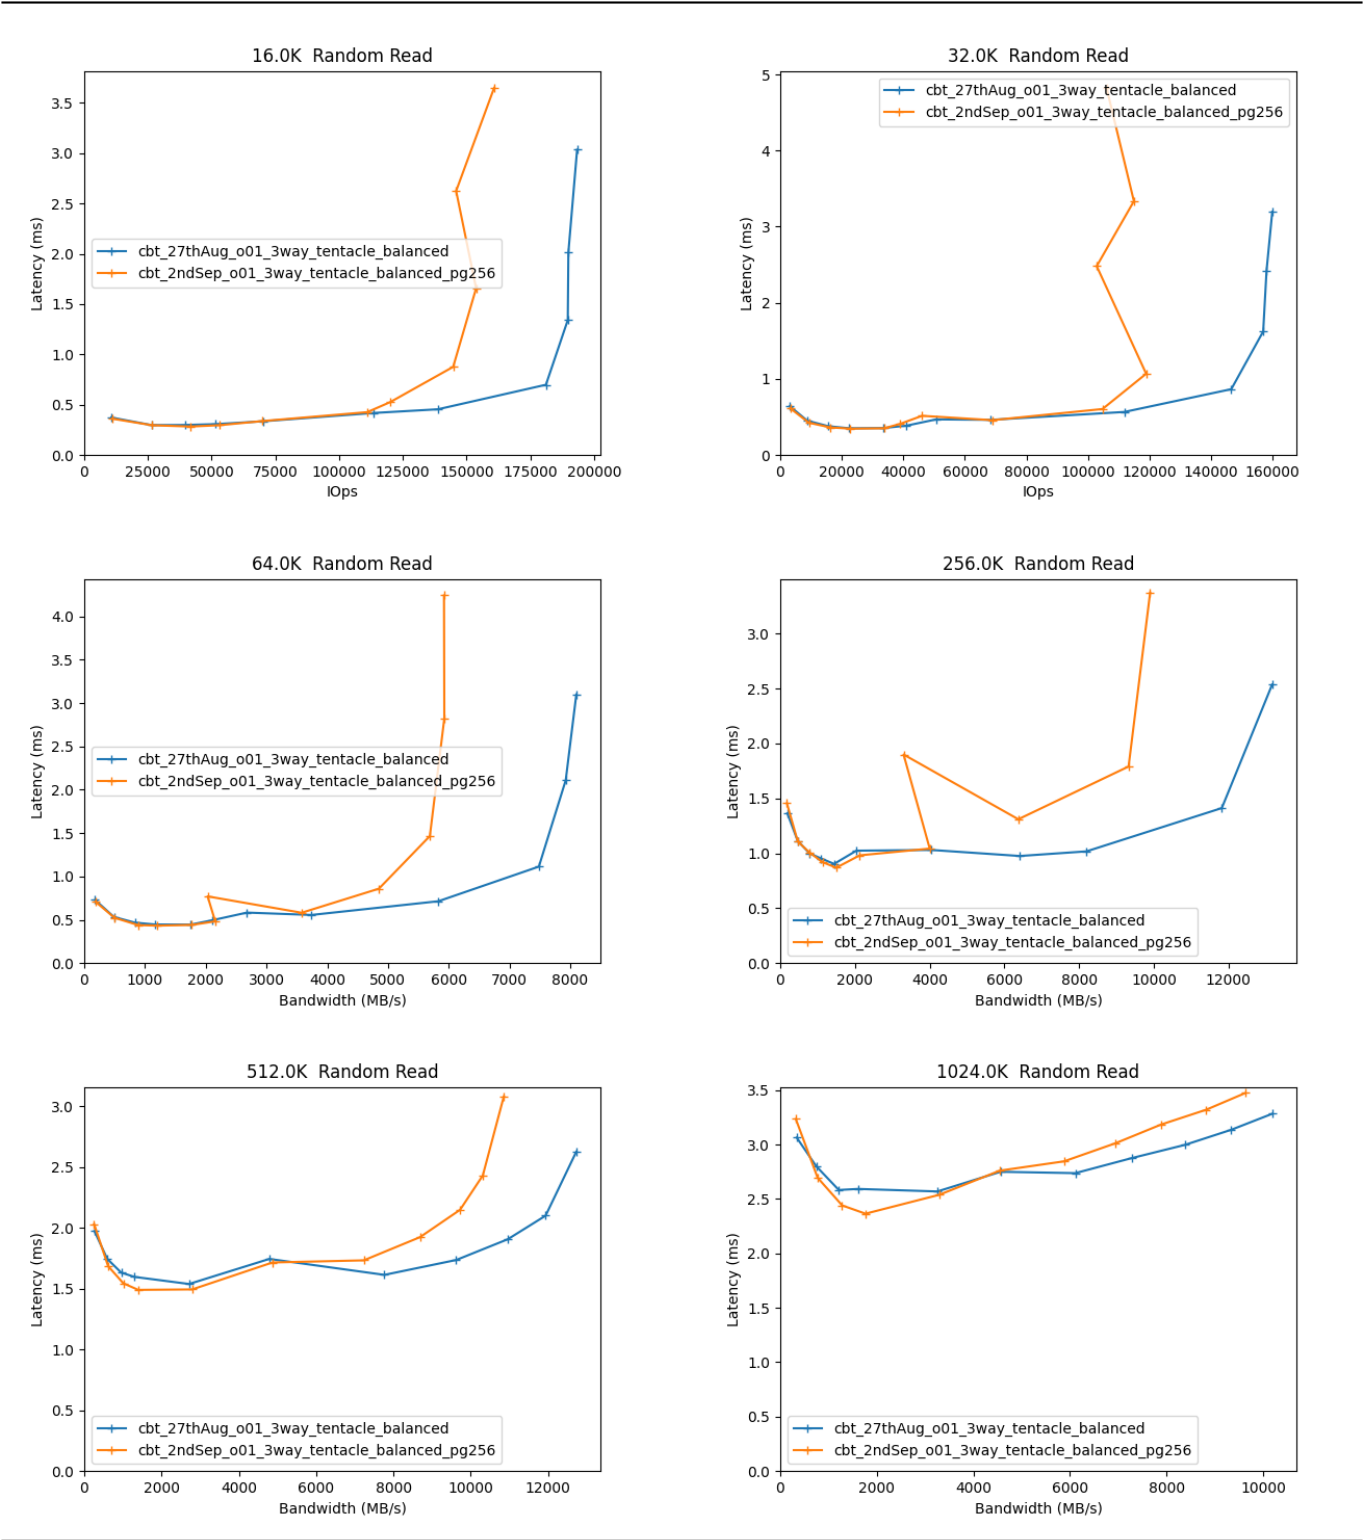 16.0K  Random Read
3.5
3.0
2.5
2.0
1.5
1.0
0.5
0.0
Latency (ms)
cbt_27thAug_o01_3way_tentacle_balanced
cbt_2ndSep_o01_3way_tentacle_balanced_pg256
0 25000 50000 75000 100000 125000 150000 175000 200000
IOps
32.0K  Random Read
5
4
3
2
1
0
Latency (ms)
cbt_27thAug_o01_3way_tentacle_balanced
cbt_2ndSep_o01_3way_tentacle_balanced_pg256
0 20000 40000 60000 80000 100000 120000 140000 160000
IOps
64.0K  Random Read
4.0
3.5
3.0
2.5
2.0
1.5
1.0
0.5
0.0
Latency (ms)
cbt_27thAug_o01_3way_tentacle_balanced
cbt_2ndSep_o01_3way_tentacle_balanced_pg256
0 1000 2000 3000 4000 5000 6000 7000 8000
Bandwidth (MB/s)
256.0K  Random Read
3.0
2.5
2.0
1.5
1.0
0.5
0.0
Latency (ms)
cbt_27thAug_o01_3way_tentacle_balanced
cbt_2ndSep_o01_3way_tentacle_balanced_pg256
0 2000 4000 6000 8000 10000 12000
Bandwidth (MB/s)
512.0K  Random Read
3.0
2.5
2.0
1.5
1.0
0.5
0.0
Latency (ms)
cbt_27thAug_o01_3way_tentacle_balanced
cbt_2ndSep_o01_3way_tentacle_balanced_pg256
0 2000 4000 6000 8000 10000 12000
Bandwidth (MB/s)
1024.0K  Random Read
3.5
3.0
2.5
2.0
1.5
1.0
0.5
0.0
Latency (ms)
cbt_27thAug_o01_3way_tentacle_balanced
cbt_2ndSep_o01_3way_tentacle_balanced_pg256
0 2000 4000 6000 8000 10000
Bandwidth (MB/s)